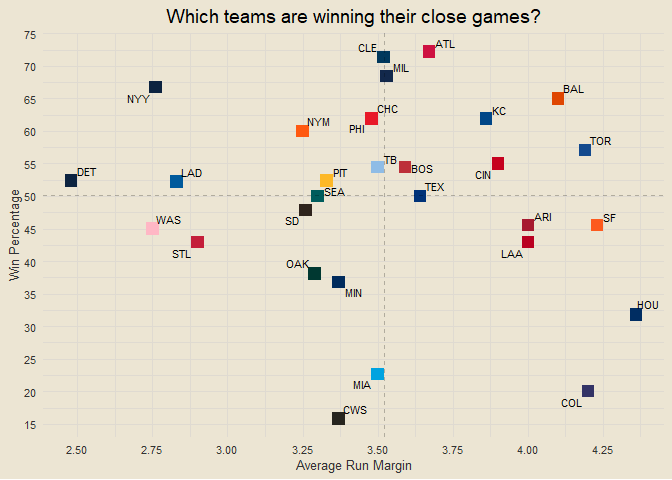 Which teams are winning their close games?
75
70
65
60
55
50
45
40
35
30
25
20
15
Win Percentage
CLE
ATL
MIL
NYY
BAL
CHC
KC
NYM
PHI
TOR
TB
BOS
CIN
DET
LAD
PIT
SEA
TEX
SD
WAS
ARI
SF
STL
LAA
OAK
MIN
HOU
MIA
COL
CWS
2.50
2.75
3.00
3.25
3.50
3.75
4.00
4.25
Average Run Margin